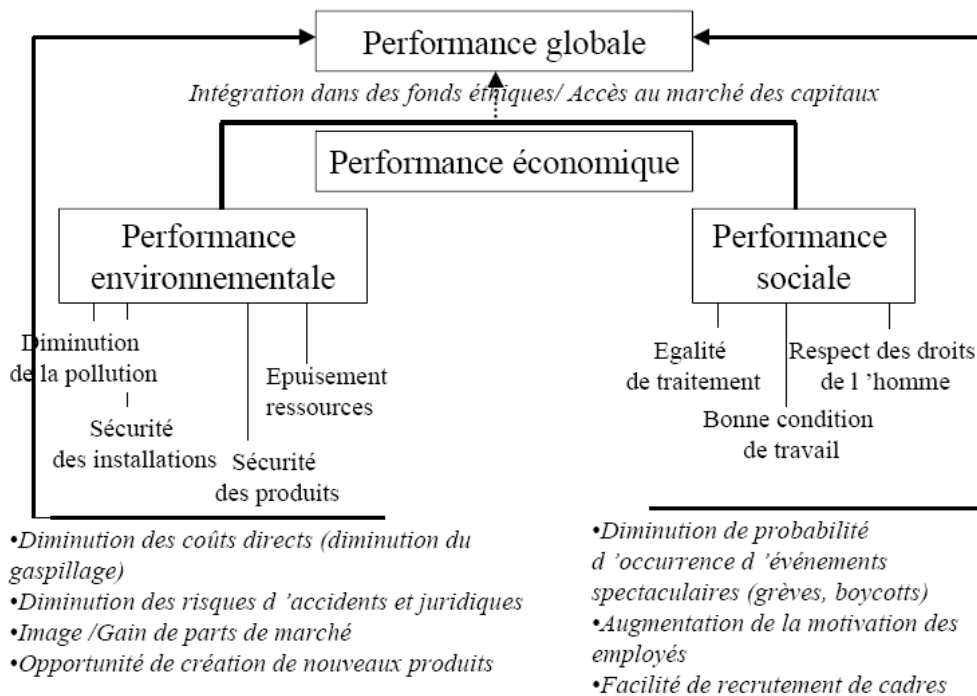 Performance globale
Intégration dans des fonds éthiques/ Accès au marché des capitaux
Performance économique
Performance
environnementale
Diminution
de la pollution
Sécurité
des installations
Epuisement
ressources
Sécurité
des produits
Performance
sociale
Egalité
de traitement
Respect des droits
de l ’homme
Bonne condition
de travail
•Diminution des coûts directs (diminution du
gaspillage)
•Diminution des risques d ’accidents et juridiques
•Image /Gain de parts de marché
•Opportunité de création de nouveaux produits
•Diminution de probabilité
d ’occurrence d ’événements
spectaculaires (grèves, boycotts)
•Augmentation de la motivation des
employés
•Facilité de recrutement de cadres